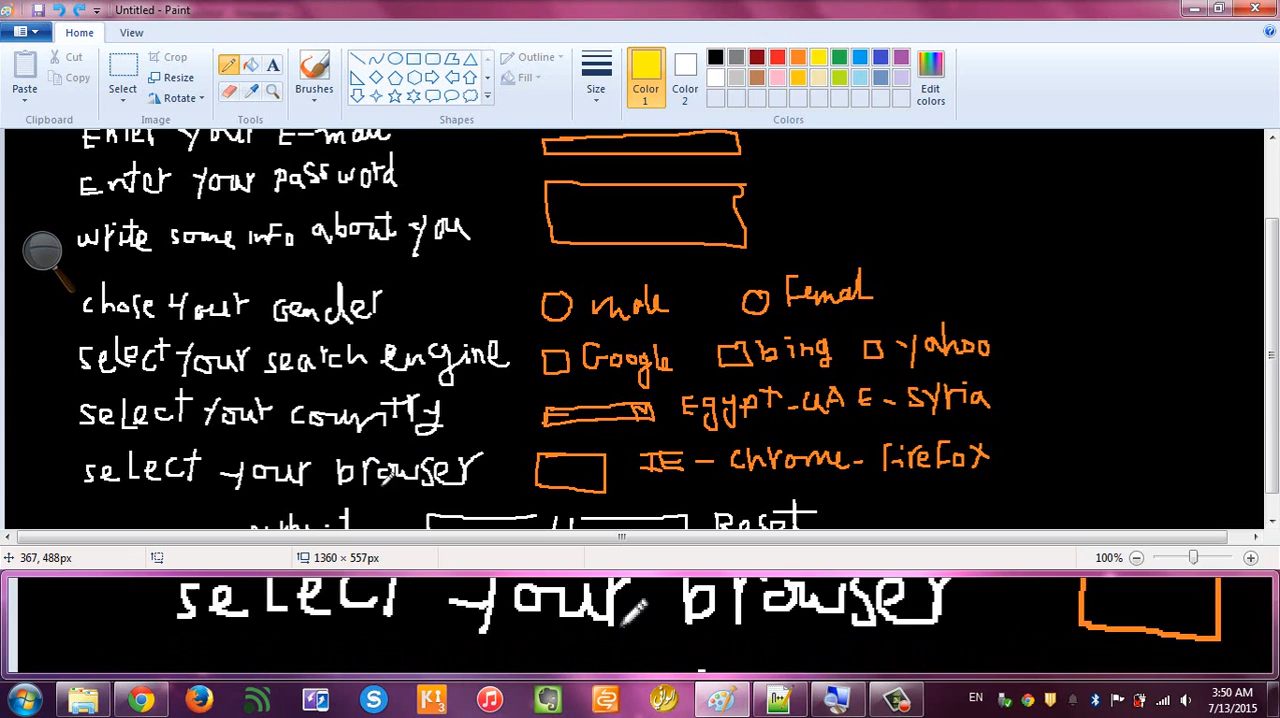 Untitled - Paint
Home View
Cut Copy Paste Clipboard
Select Crop Resize Rotate Image
Tools
Brushes
Outline Fill Shapes
Size
Color 1 Color 2 Edit colors Colors
Enter your E-mail
Enter your password
write some info about you
chose your Gender male Femal
select your search engine Google bing yahoo
select your country Egypt - UAE - Syria
select your browser IE - chrome - FireFox
Reset
367, 488px 1360 × 557px 100%
select your browser
EN 3:50 AM
7/13/2015